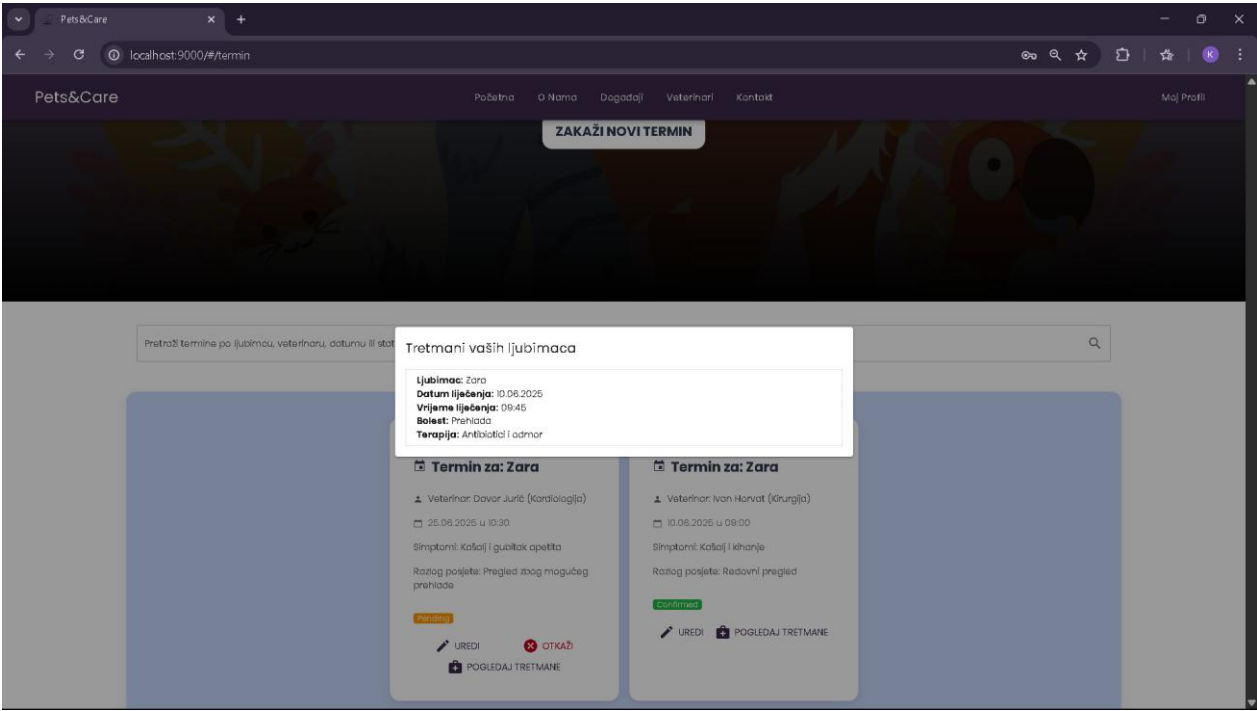 Pets&Care
localhost:9000/#/termin
K
Pets&Care
Početna
O Nama
Događaji
Veterinari
Kontakt
Moj Profil
ZAKAŽI NOVI TERMIN
Pretraži termine po ljubimcu, veterinaru, datumu ili stat
Tretmani vaših ljubimaca
Ljubimac: Zara
Datum liječenja: 10.06.2025
Vrijeme liječenja: 09:45
Bolest: Prehlada
Terapija: Antibiotici i odmor
Termin za: Zara
Veterinar: Davor Jurić (Kardiologija)
25.06.2025 u 10:30
Simptomi: Kašalj i gubitak apetita
Razlog posjete: Pregled zbog mogućeg
prehlade
Pending
UREDI
OTKAŽI
POGLEDAJ TRETMANE
Termin za: Zara
Veterinar: Ivan Horvat (Kirurgija)
10.06.2025 u 09:00
Simptomi: Kašalj i kihanje
Razlog posjete: Redovni pregled
Confirmed
UREDI
POGLEDAJ TRETMANE